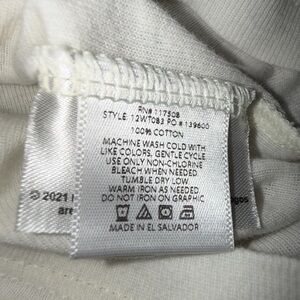 RN# 117308
STYLE: 12WT083 PO # 139600
100% COTTON
MACHINE WASH COLD WITH
LIKE COLORS, GENTLE CYCLE
USE ONLY NON-CHLORINE
BLEACH WHEN NEEDED
TUMBLE DRY LOW
WARM IRON AS NEEDED
DO NOT IRON ON GRAPHIC
MADE IN EL SALVADOR
© 2021
are